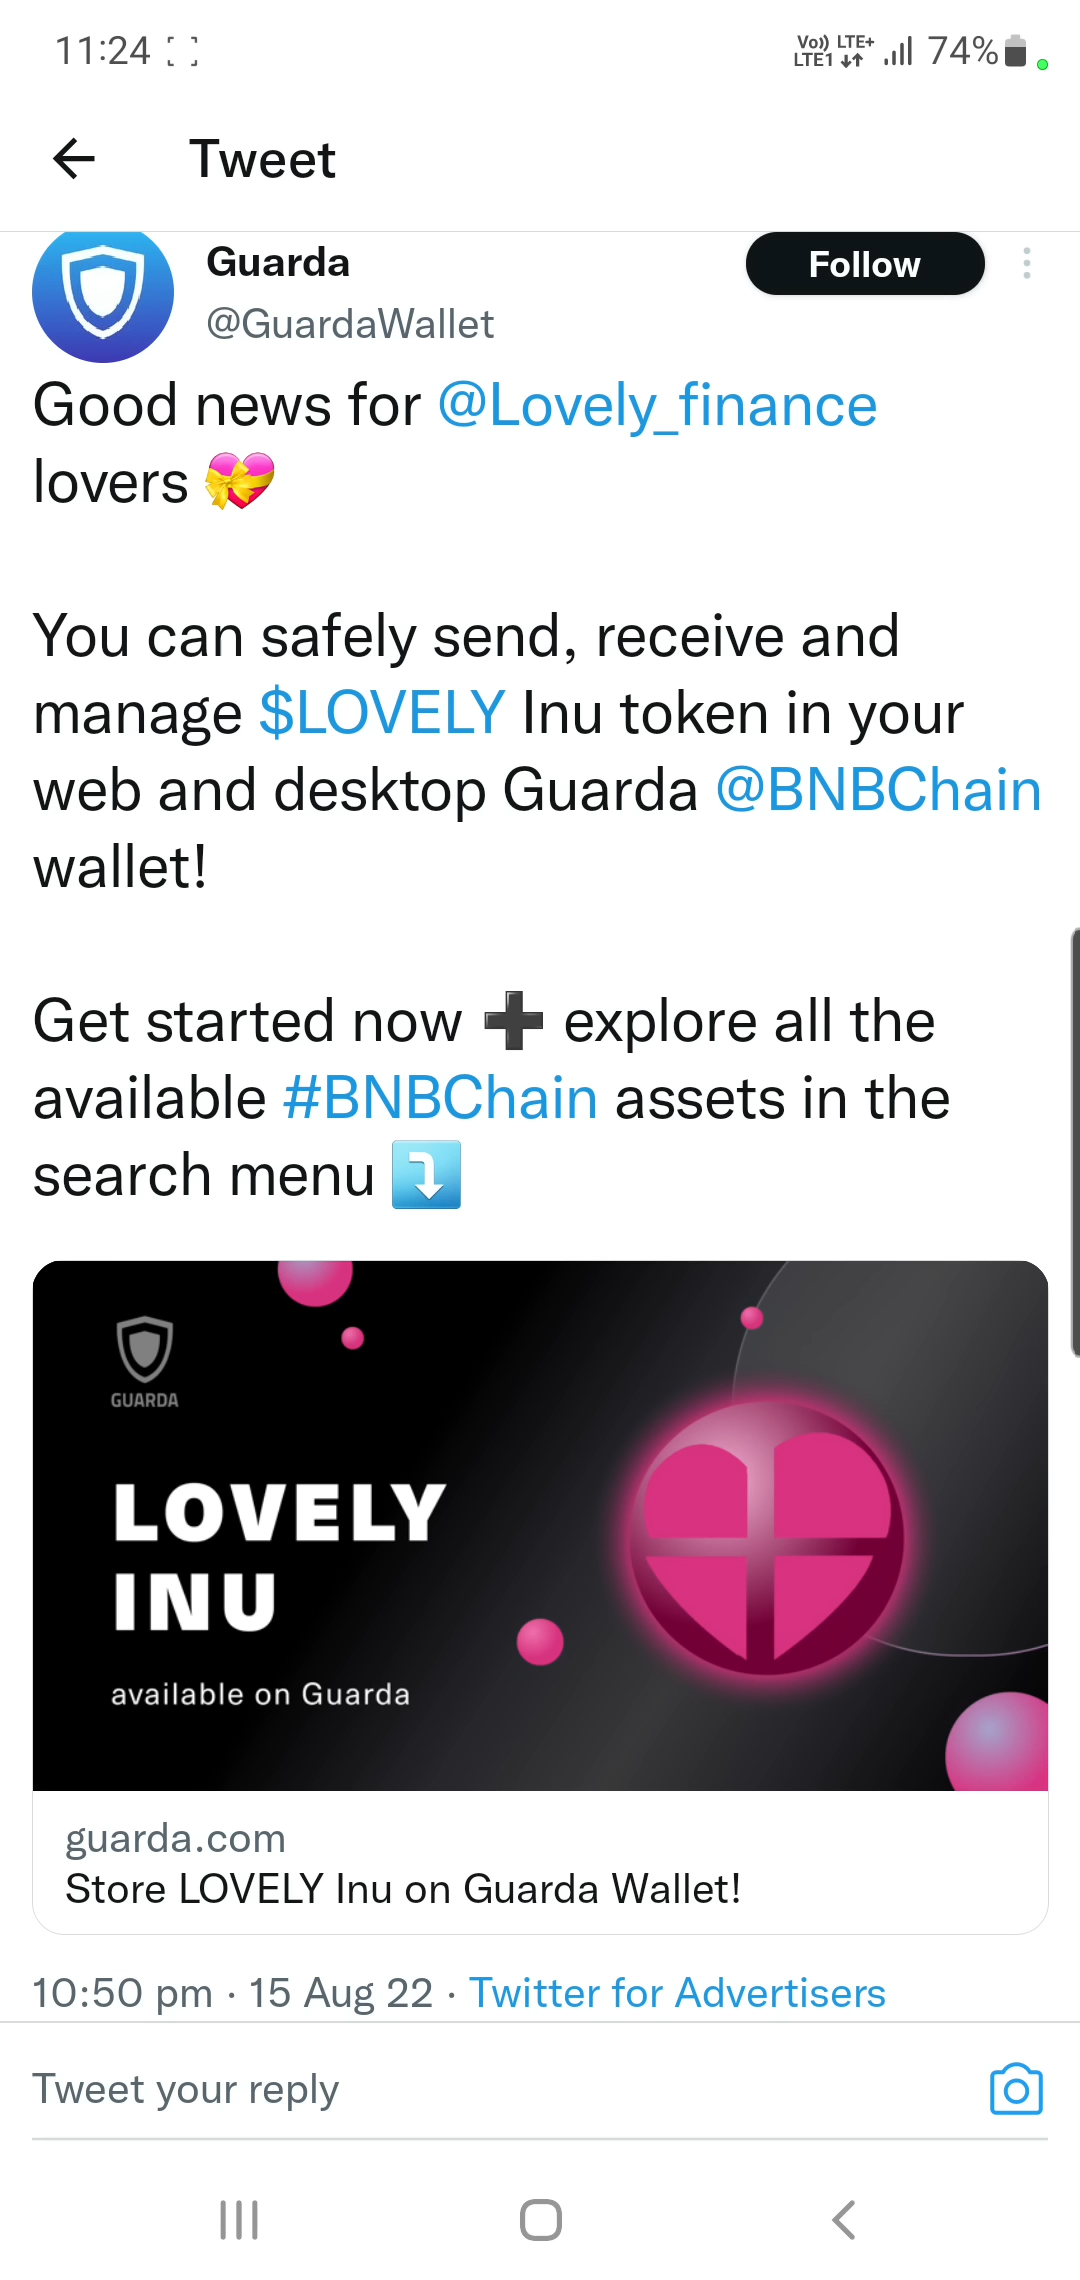 11:24
Vo)) LTE+
LTE1
74%
Tweet
Guarda
Follow
@GuardaWallet
Good news for @Lovely_finance
lovers 💝
You can safely send, receive and
manage $LOVELY Inu token in your
web and desktop Guarda @BNBChain
wallet!
Get started now ➕ explore all the
available #BNBChain assets in the
search menu ⤵️
GUARDA
LOVELY
INU
available on Guarda
guarda.com
Store LOVELY Inu on Guarda Wallet!
10:50 pm · 15 Aug 22 · Twitter for Advertisers
Tweet your reply